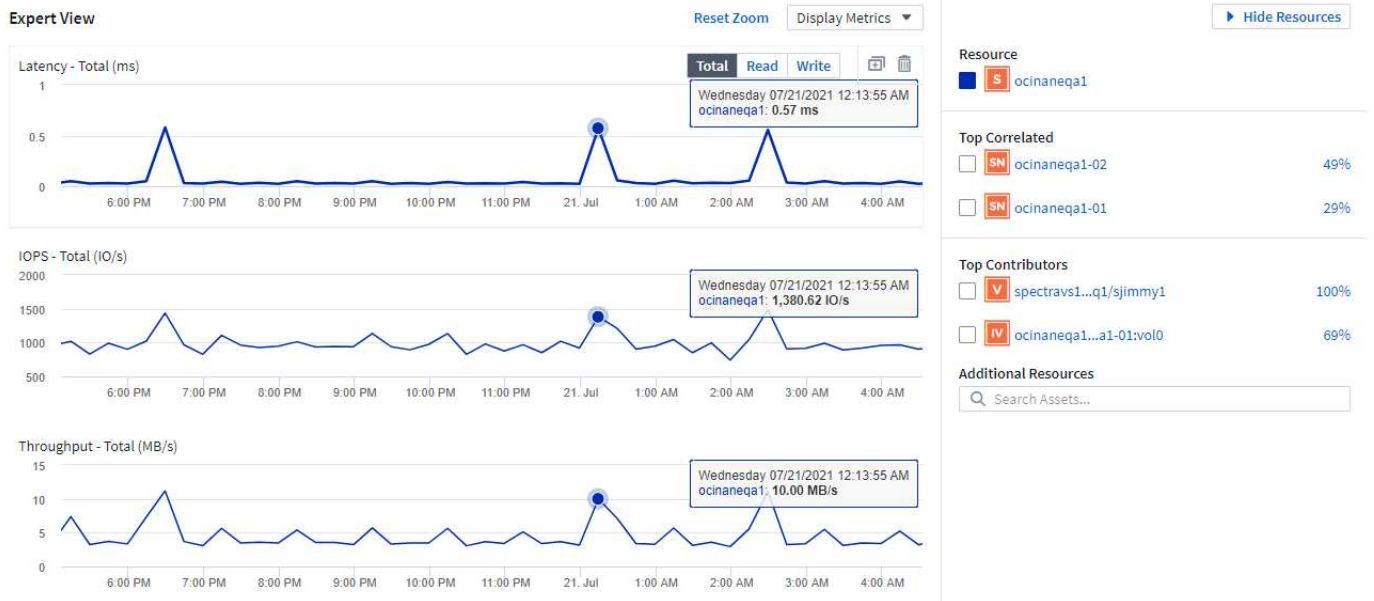 Expert View
Reset Zoom
Display Metrics
Hide Resources
Latency - Total (ms)
Total
Read
Write
1
0.5
0
Wednesday 07/21/2021 12:13:55 AM
ocinaneqa1: 0.57 ms
6:00 PM 7:00 PM 8:00 PM 9:00 PM 10:00 PM 11:00 PM 21. Jul 1:00 AM 2:00 AM 3:00 AM 4:00 AM
IOPS - Total (IO/s)
2000
1500
1000
500
Wednesday 07/21/2021 12:13:55 AM
ocinaneqa1: 1,380.62 IO/s
6:00 PM 7:00 PM 8:00 PM 9:00 PM 10:00 PM 11:00 PM 21. Jul 1:00 AM 2:00 AM 3:00 AM 4:00 AM
Throughput - Total (MB/s)
15
10
5
0
Wednesday 07/21/2021 12:13:55 AM
ocinaneqa1: 10.00 MB/s
6:00 PM 7:00 PM 8:00 PM 9:00 PM 10:00 PM 11:00 PM 21. Jul 1:00 AM 2:00 AM 3:00 AM 4:00 AM
Resource
S ocinaneqa1
Top Correlated
SN ocinaneqa1-02 49%
SN ocinaneqa1-01 29%
Top Contributors
V spectravs1...q1/sjimmy1 100%
IV ocinaneqa1...a1-01:vol0 69%
Additional Resources
Search Assets...